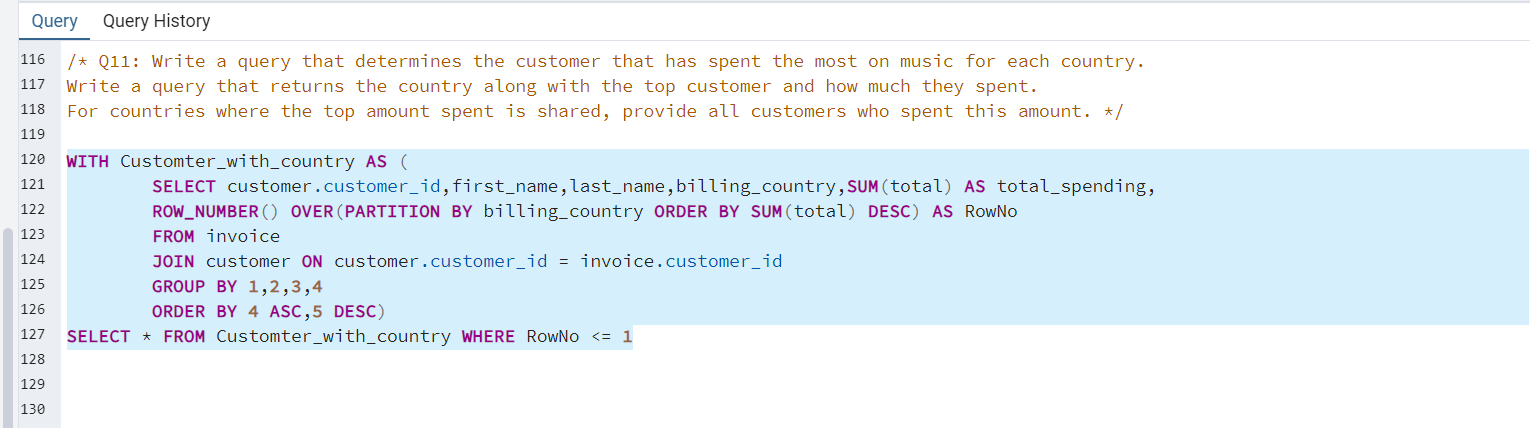 Query Query History
116 /* Q11: Write a query that determines the customer that has spent the most on music for each country.
117 Write a query that returns the country along with the top customer and how much they spent.
118 For countries where the top amount spent is shared, provide all customers who spent this amount. */
119
120 WITH Customter_with_country AS (
121 SELECT customer.customer_id,first_name,last_name,billing_country,SUM(total) AS total_spending,
122 ROW_NUMBER() OVER(PARTITION BY billing_country ORDER BY SUM(total) DESC) AS RowNo
123 FROM invoice
124 JOIN customer ON customer.customer_id = invoice.customer_id
125 GROUP BY 1,2,3,4
126 ORDER BY 4 ASC,5 DESC)
127 SELECT * FROM Customter_with_country WHERE RowNo <= 1
128
129
130